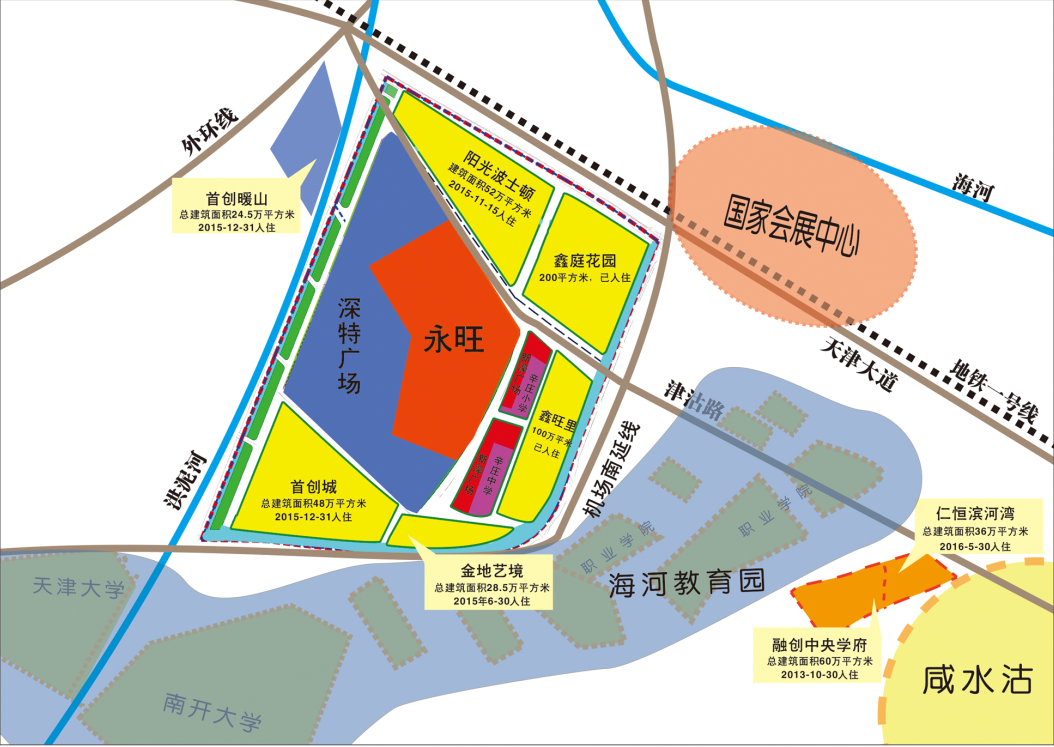 外环线
首创暖山
总建筑面积24.5万平方米
2015-12-31入住
阳光波士顿
建筑面积52万平方米
2015-11-15入住
鑫庭花园
200平方米，已入住
国家会展中心
海河
深特广场
永旺
天津大道
地铁一号线
津沽路
辛庄小学
鑫旺里
100万平米
已入住
机场南延线
洪泥河
首创城
总建筑面积48万平方米
2015-12-31入住
辛庄中学
金地艺境
总建筑面积28.5万平方米
2015年6-30入住
职业学院
职业学院
海河教育园
仁恒滨河湾
总建筑面积36万平方米
2016-5-30入住
天津大学
南开大学
融创中央学府
总建筑面积60万平方米
2013-10-30入住
咸水沽